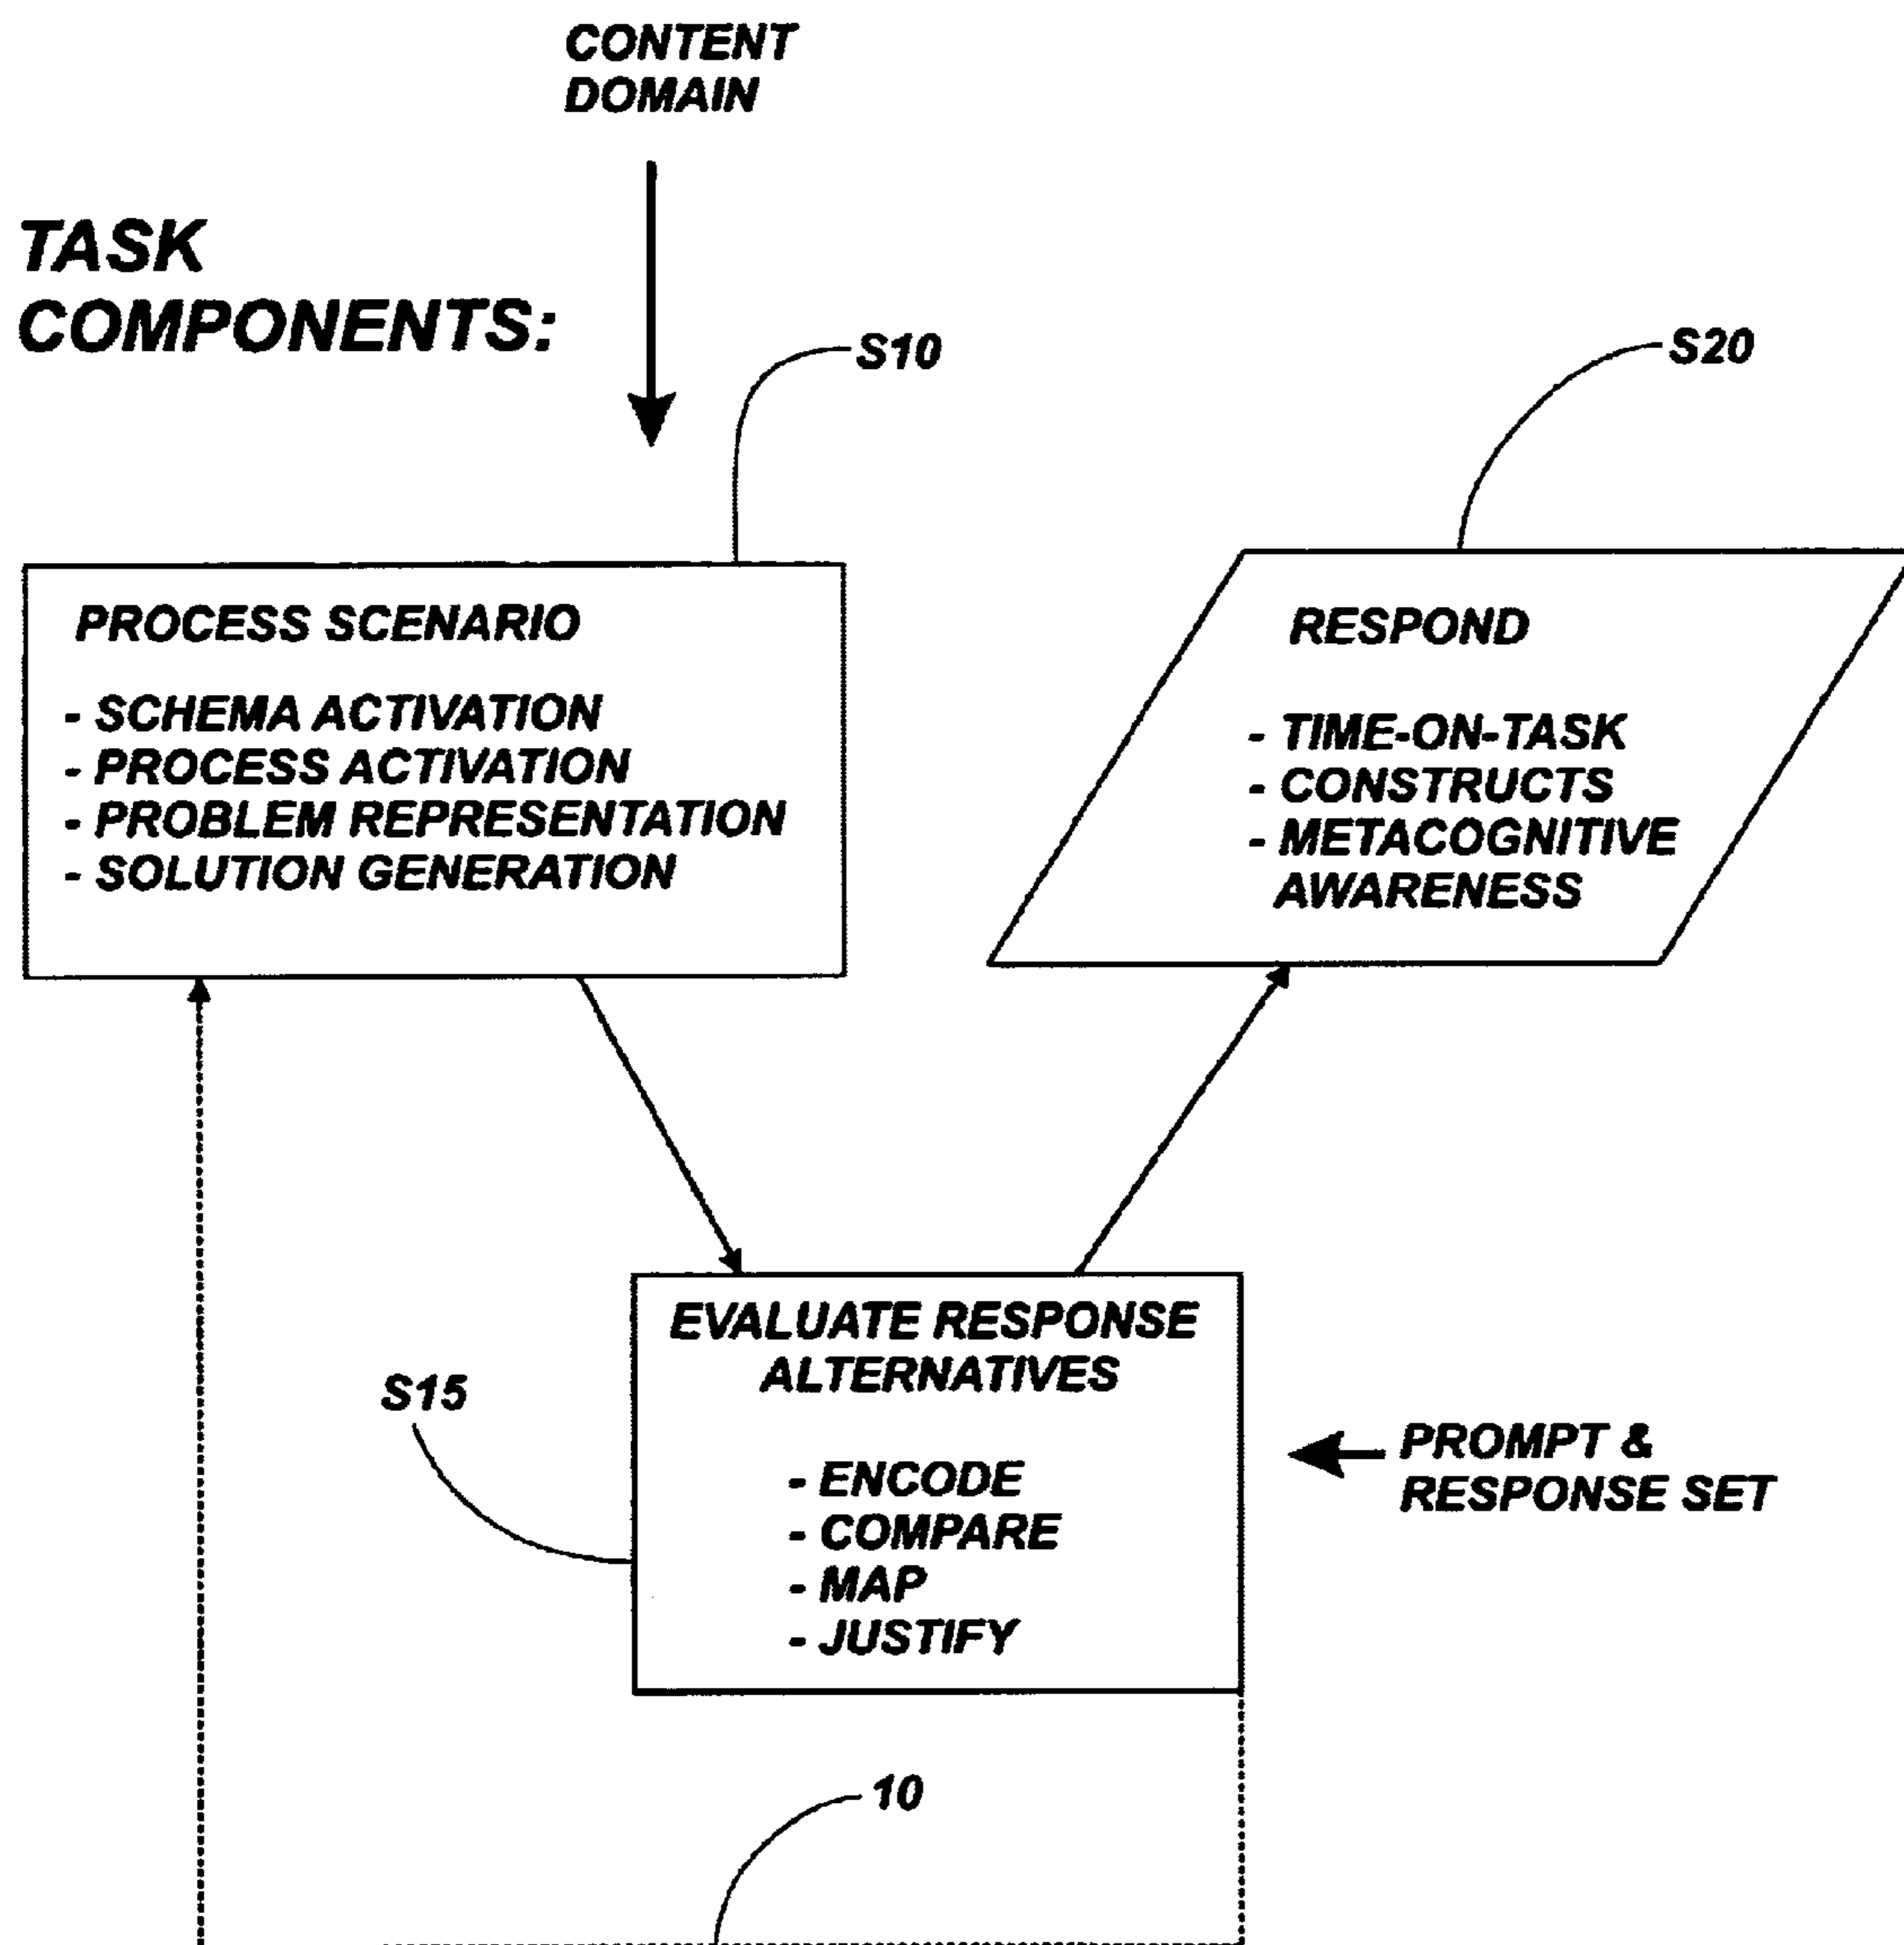 CONTENT
DOMAIN
TASK
COMPONENTS:
S10
S20
PROCESS SCENARIO
- SCHEMA ACTIVATION
- PROCESS ACTIVATION
- PROBLEM REPRESENTATION
- SOLUTION GENERATION
RESPOND
- TIME-ON-TASK
- CONSTRUCTS
- METACOGNITIVE
AWARENESS
EVALUATE RESPONSE
ALTERNATIVES
- ENCODE
- COMPARE
- MAP
- JUSTIFY
S15
PROMPT &
RESPONSE SET
10